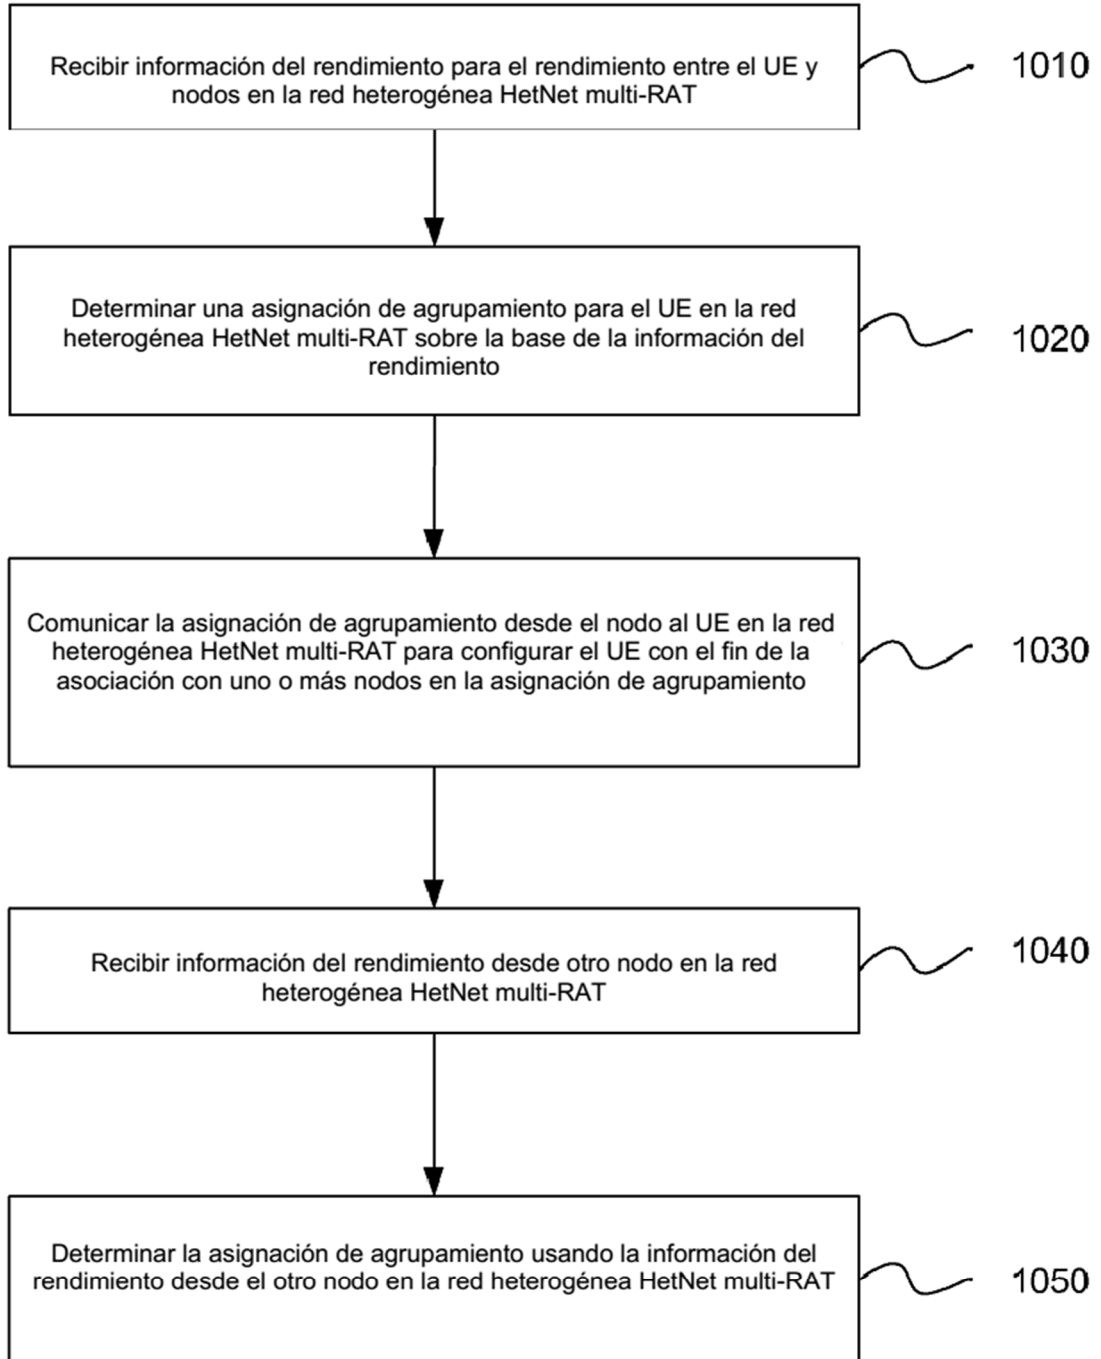 Recibir información del rendimiento para el rendimiento entre el UE y
nodos en la red heterogénea HetNet multi-RAT
1010
Determinar una asignación de agrupamiento para el UE en la red
heterogénea HetNet multi-RAT sobre la base de la información del
rendimiento
1020
Comunicar la asignación de agrupamiento desde el nodo al UE en la red
heterogénea HetNet multi-RAT para configurar el UE con el fin de la
asociación con uno o más nodos en la asignación de agrupamiento
1030
Recibir información del rendimiento desde otro nodo en la red
heterogénea HetNet multi-RAT
1040
Determinar la asignación de agrupamiento usando la información del
rendimiento desde el otro nodo en la red heterogénea HetNet multi-RAT
1050